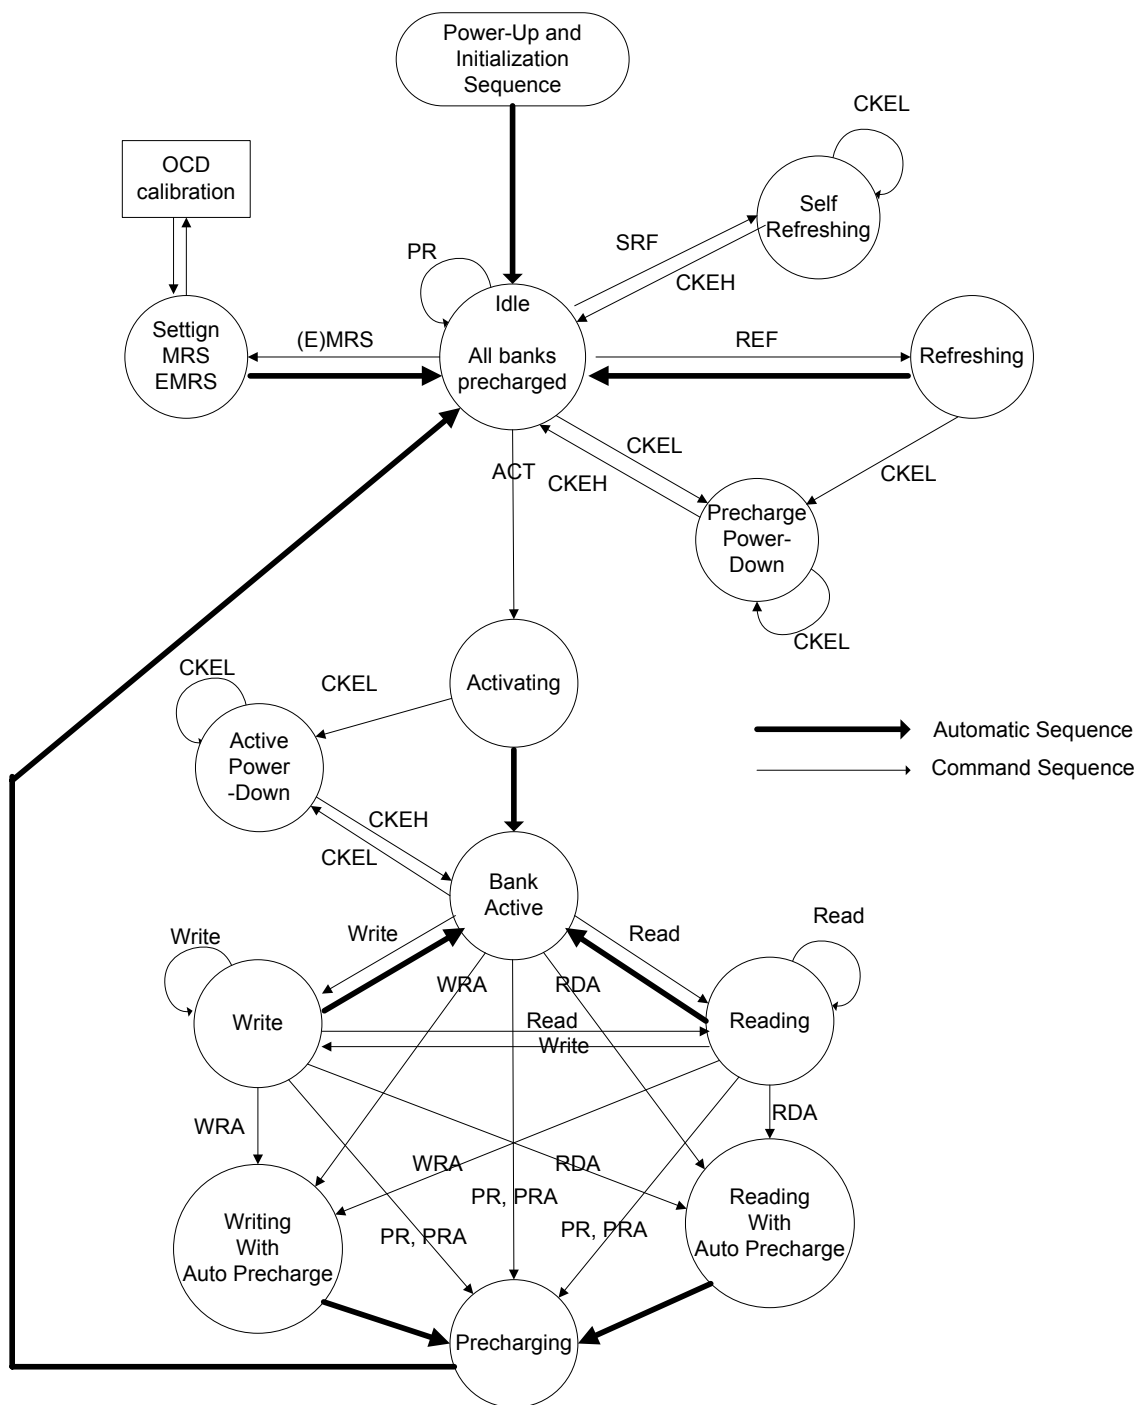 Power-Up and
Initialization
Sequence
CKEL
OCD
calibration
Self
Refreshing
SRF
PR
CKEH
Idle
Settign
MRS
EMRS
(E)MRS
All banks
precharged
REF
Refreshing
CKEL
ACT
CKEH
CKEL
Precharge
Power-
Down
CKEL
CKEL
CKEL
Activating
Active
Power
-Down
Automatic Sequence
Command Sequence
CKEH
CKEL
Bank
Active
Write
Write
Read
Read
WRA
RDA
Write
Read
Write
Reading
WRA
RDA
WRA
RDA
PR, PRA
PR, PRA
PR, PRA
Writing
With
Auto Precharge
Reading
With
Auto Precharge
Precharging